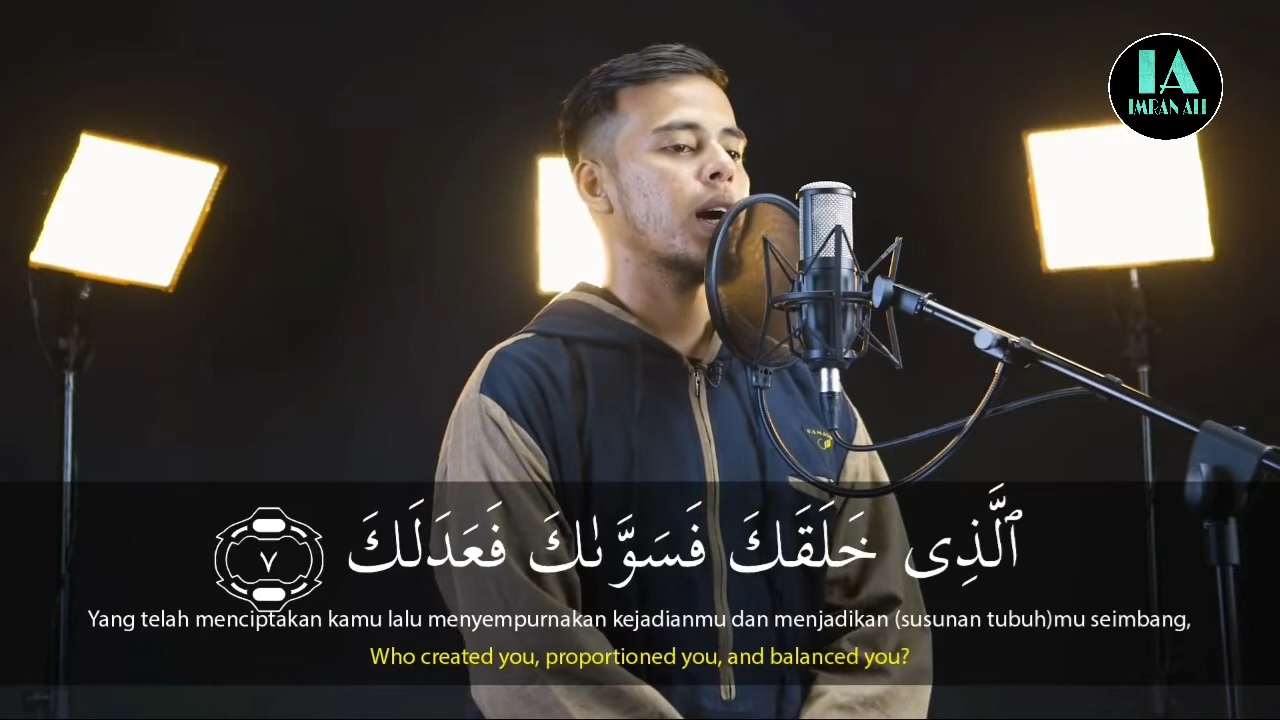 IA
IMRAN ALI
ٱلَّذِى خَلَقَكَ فَسَوَّىٰكَ فَعَدَلَكَ ٧
Yang telah menciptakan kamu lalu menyempurnakan kejadianmu dan menjadikan (susunan tubuh)mu seimbang,
Who created you, proportioned you, and balanced you?